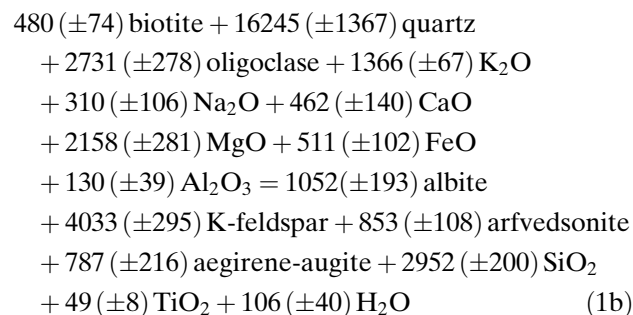 480 (±74) biotite + 16245 (±1367) quartz
+ 2731 (±278) oligoclase + 1366 (±67) K₂O
+ 310 (±106) Na₂O + 462 (±140) CaO
+ 2158 (±281) MgO + 511 (±102) FeO
+ 130 (±39) Al₂O₃ = 1052(±193) albite
+ 4033 (±295) K-feldspar + 853 (±108) arfvedsonite
+ 787 (±216) aegirene-augite + 2952 (±200) SiO₂
+ 49 (±8) TiO₂ + 106 (±40) H₂O (1b)